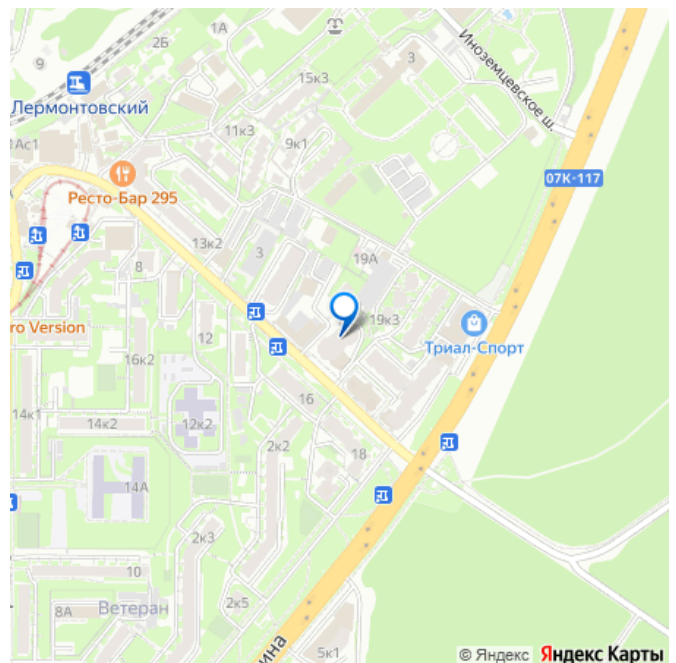 1А
2Б
9
3
Иноземцевское ш.
15к3
Лермонтовский
11к3
1Ас1
9к1
07К-117
Ресто-Бар 295
13к2
3
19А
8
19к3
ro Version
12
Триал-Спорт
16к2
16
14к1
14к2
12к2
2к2
18
14А
2к3
10
2к5
8А
Ветеран
ина
5к1
© Яндекс Яндекс Карты